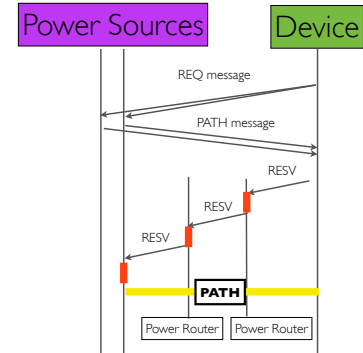 Power Sources
Device
REQ message
PATH message
RESV
RESV
RESV
PATH
Power Router
Power Router